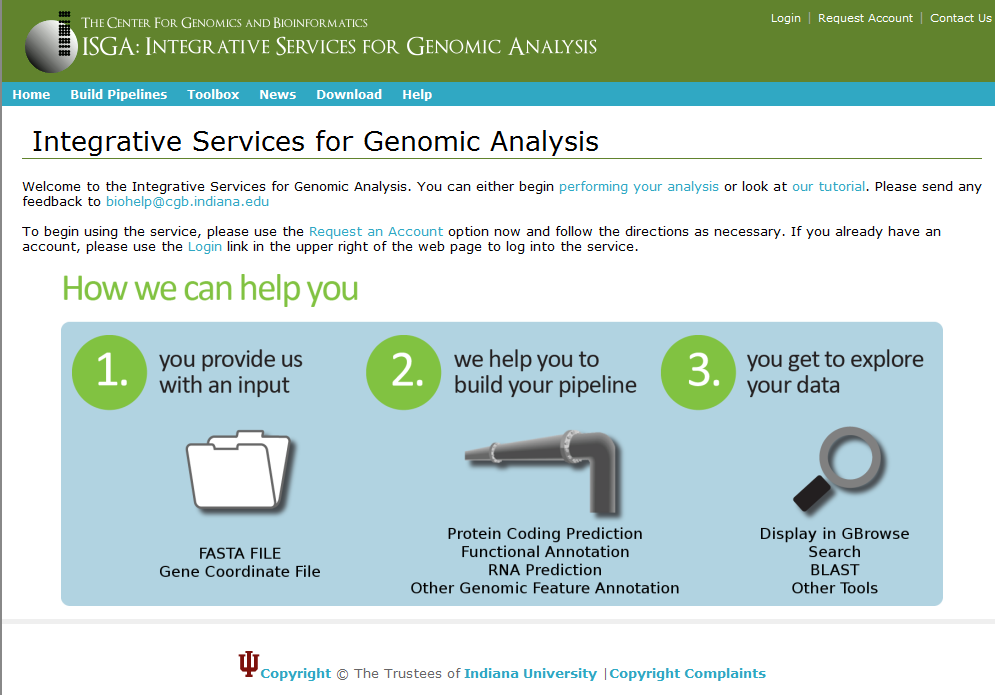 THE CENTER FOR GENOMICS AND BIOINFORMATICS
ISGA: INTEGRATIVE SERVICES FOR GENOMIC ANALYSIS
Login | Request Account | Contact Us
Home Build Pipelines Toolbox News Download Help
Integrative Services for Genomic Analysis
Welcome to the Integrative Services for Genomic Analysis. You can either begin performing your analysis or look at our tutorial. Please send any
feedback to biohelp@cgb.indiana.edu
To begin using the service, please use the Request an Account option now and follow the directions as necessary. If you already have an
account, please use the Login link in the upper right of the web page to log into the service.
How we can help you
1. you provide us
with an input
FASTA FILE
Gene Coordinate File
2. we help you to
build your pipeline
Protein Coding Prediction
Functional Annotation
RNA Prediction
Other Genomic Feature Annotation
3. you get to explore
your data
Display in GBrowse
Search
BLAST
Other Tools
Copyright © The Trustees of Indiana University |Copyright Complaints